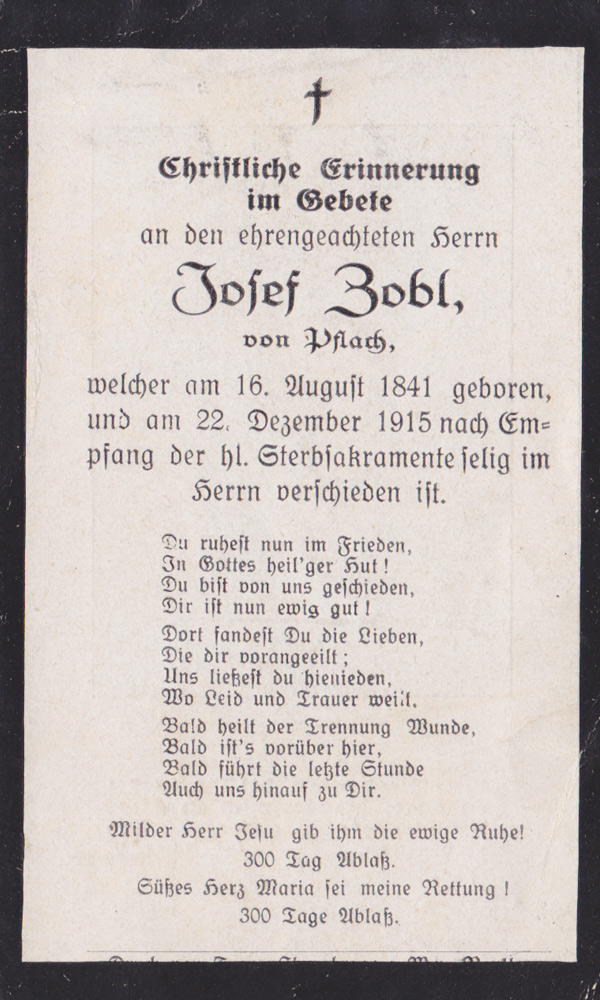 Christliche Erinnerung
im Gebete
an den ehrengeachteten Herrn
Josef Zobl,
von Pflach,
welcher am 16. August 1841 geboren,
und am 22. Dezember 1915 nach Em=
pfang der hl. Sterbsakramente selig im
Herrn verschieden ist.
Du ruhest nun im Frieden,
In Gottes heil'ger Hut!
Du bist von uns geschieden,
Dir ist nun ewig gut!
Dort fandest Du die Lieben,
Die dir vorangeeilt;
Uns ließest du hienieden,
Wo Leid und Trauer weilt.
Bald heilt der Trennung Wunde,
Bald ist's vorüber hier,
Bald führt die letzte Stunde
Auch uns hinauf zu Dir.
Milder Herr Jesu gib ihm die ewige Ruhe!
300 Tag Ablaß.
Süßes Herz Maria sei meine Rettung!
300 Tage Ablaß.